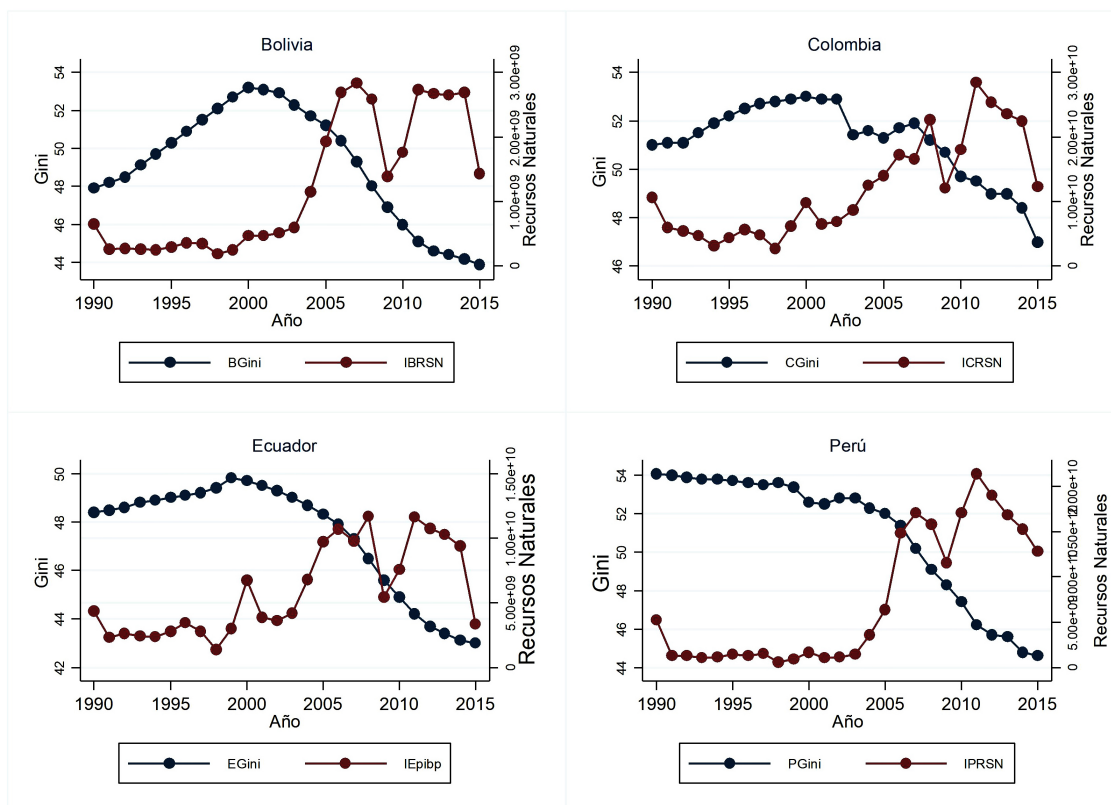 Bolivia
54
52
50
48
46
44
Gini
3.00e+09
2.00e+09
1.00e+09
0
Recursos Naturales
1990 1995 2000 2005 2010 2015
Año
BGini IBRSN
Colombia
54
52
50
48
46
Gini
3.00e+10
2.00e+10
1.00e+10
0
Recursos Naturales
1990 1995 2000 2005 2010 2015
Año
CGini ICRSN
Ecuador
50
48
46
44
42
Gini
1.50e+10
1.00e+10
5.00e+09
0
Recursos Naturales
1990 1995 2000 2005 2010 2015
Año
EGini IEpibp
Perú
54
52
50
48
46
44
Gini
0
Recursos Naturales
1990 1995 2000 2005 2010 2015
Año
PGini IPRSN